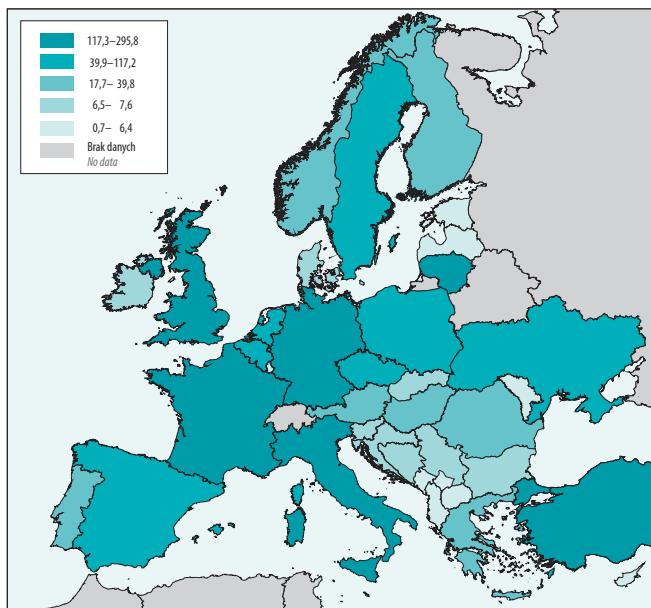 117,3–295,8
39,9–117,2
17,7– 39,8
6,5– 7,6
0,7– 6,4
Brak danych
No data